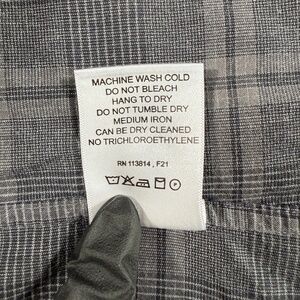 MACHINE WASH COLD
DO NOT BLEACH
HANG TO DRY
DO NOT TUMBLE DRY
MEDIUM IRON
CAN BE DRY CLEANED
NO TRICHLOROETHYLENE
RN 113814 , F21